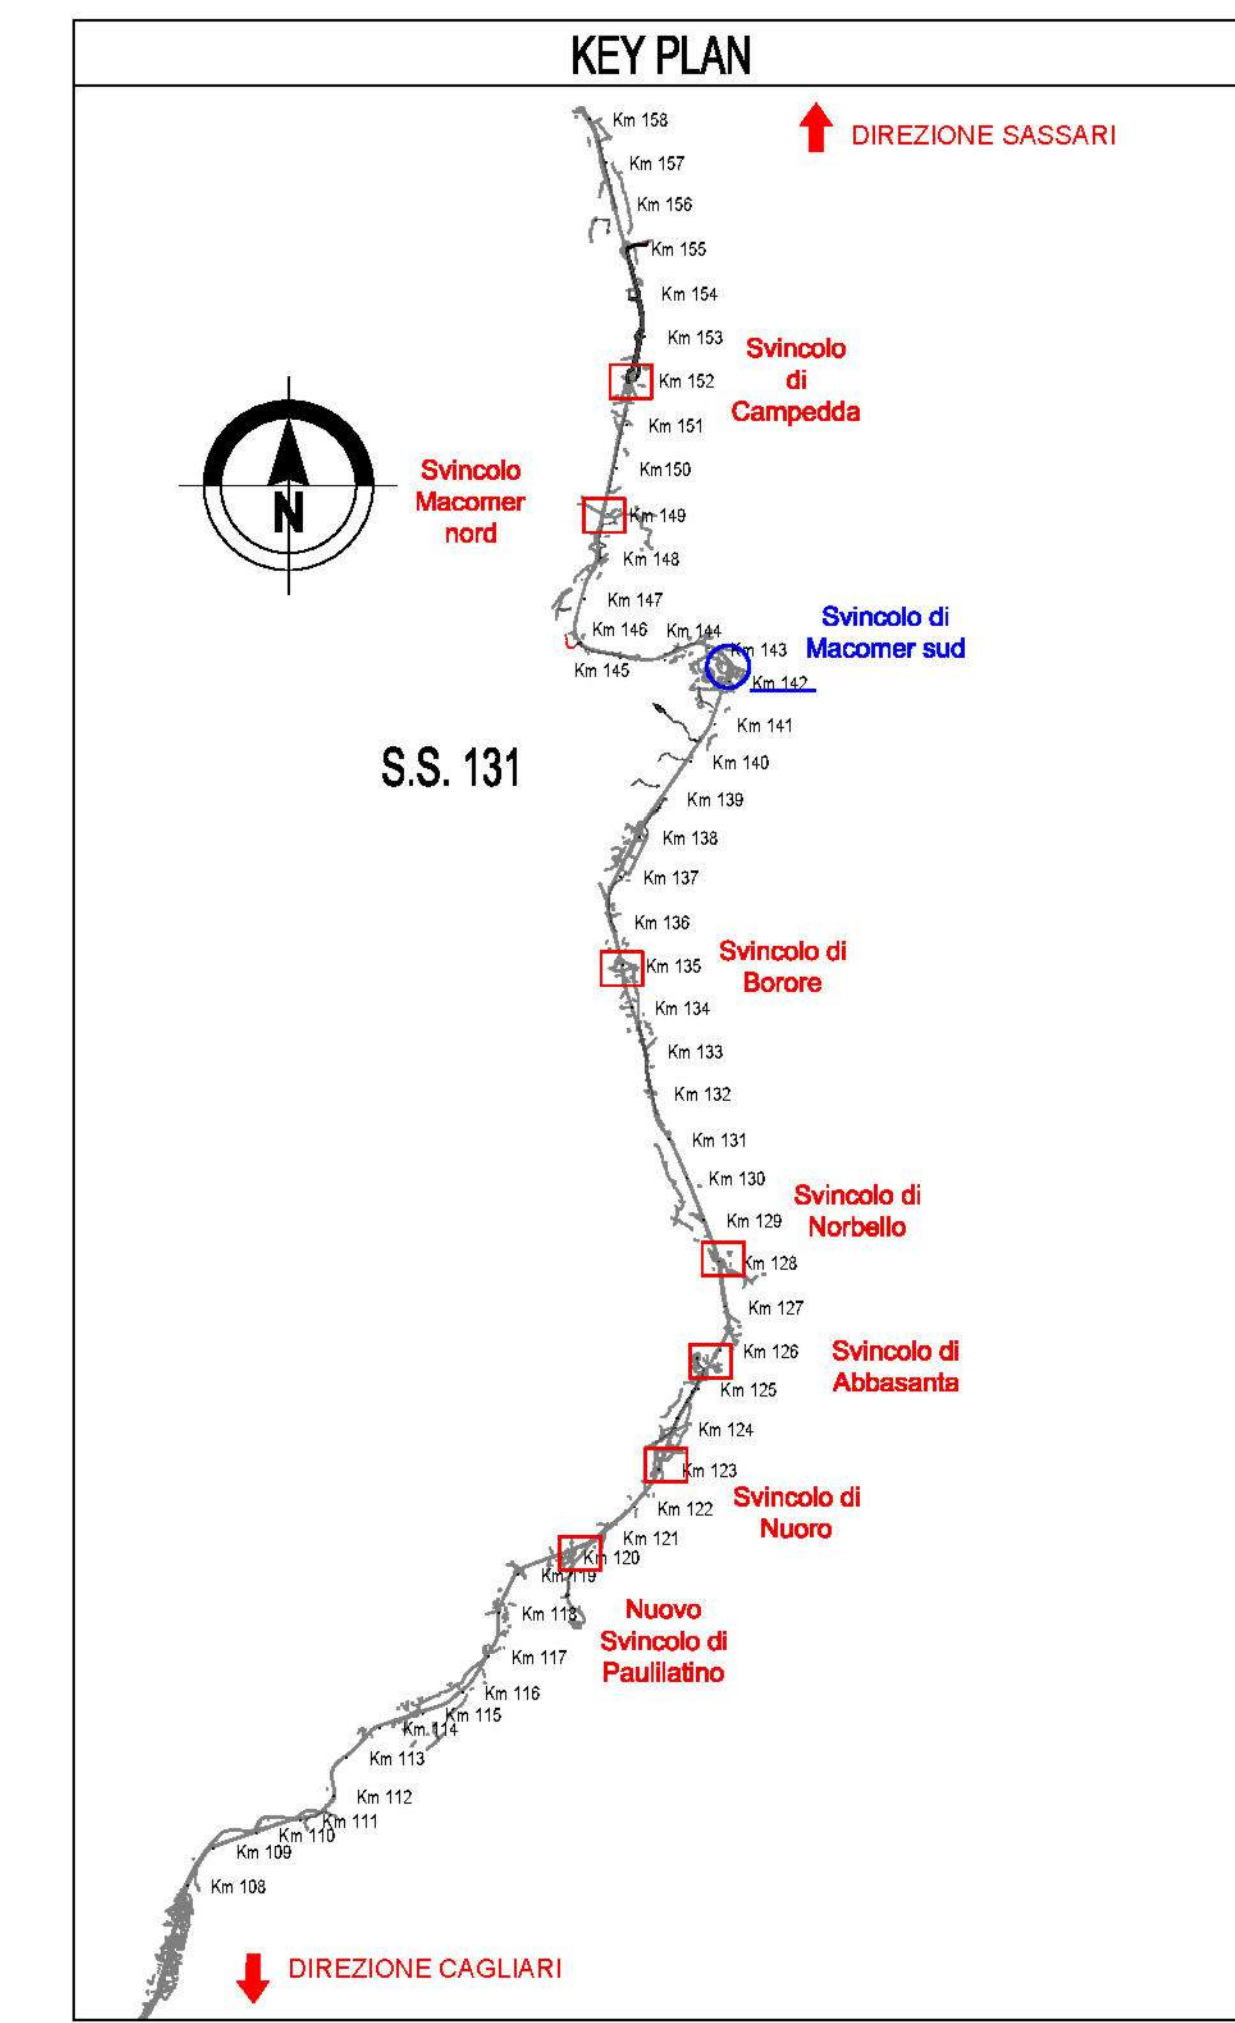 KEY PLAN
Km 158
DIREZIONE SASSARI
Km 157
Km 156
Km 155
Km 154
Km 153
Svincolo
di
Campedda
Km 152
Km 151
Km150
Svincolo
Macomer
nord
Km 149
N
Km 148
Km 147
Km 146
Km 145
Km 144
Km 143
Svincolo di
Macomer sud
Km 142
Km 141
S.S. 131
Km 140
Km 139
Km 138
Km 137
Km 136
Km 135
Svincolo di
Borore
Km 134
Km 133
Km 132
Km 131
Km 130
Km 129
Svincolo di
Norbello
Km 128
Km 127
Km 126
Svincolo di
Abbasanta
Km 125
Km 124
Km 123
Svincolo di
Nuoro
Km 122
Km 121
Km 120
Km 119
Km 118
Nuovo
Svincolo di
Paulilatino
Km 117
Km 116
Km 115
Km 114
Km 113
Km 112
Km 111
Km 110
Km 109
Km 108
DIREZIONE CAGLIARI